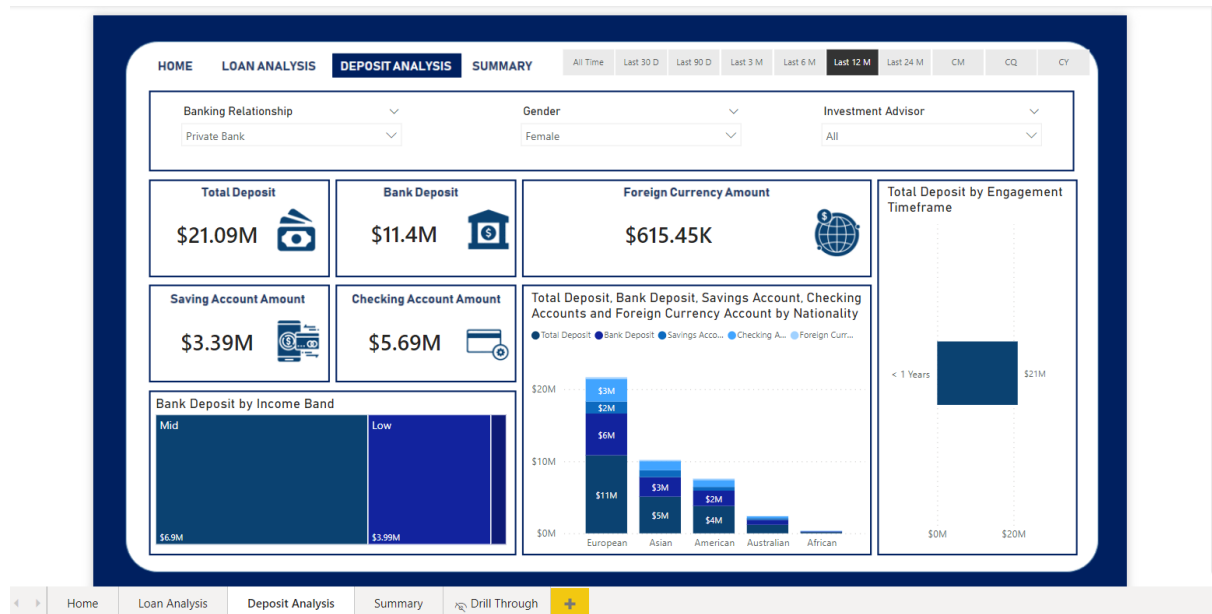 HOME LOAN ANALYSIS DEPOSIT ANALYSIS SUMMARY
All Time Last 30 D Last 90 D Last 3 M Last 6 M Last 12 M Last 24 M CM CQ CY
Banking Relationship
Private Bank
Gender
Female
Investment Advisor
All
Total Deposit
$21.09M
Bank Deposit
$11.4M
Foreign Currency Amount
$615.45K
Saving Account Amount
$3.39M
Checking Account Amount
$5.69M
Bank Deposit by Income Band
Mid
$6.9M
Low
$3.99M
Total Deposit, Bank Deposit, Savings Account, Checking
Accounts and Foreign Currency Account by Nationality
Total Deposit Bank Deposit Savings Acco... Checking A... Foreign Curr...
$20M
$10M
$0M
$3M
$2M
$6M
$11M
$3M
$5M
$2M
$4M
European Asian American Australian African
Total Deposit by Engagement
Timeframe
< 1 Years
$21M
$0M $20M
Home Loan Analysis Deposit Analysis Summary Drill Through +